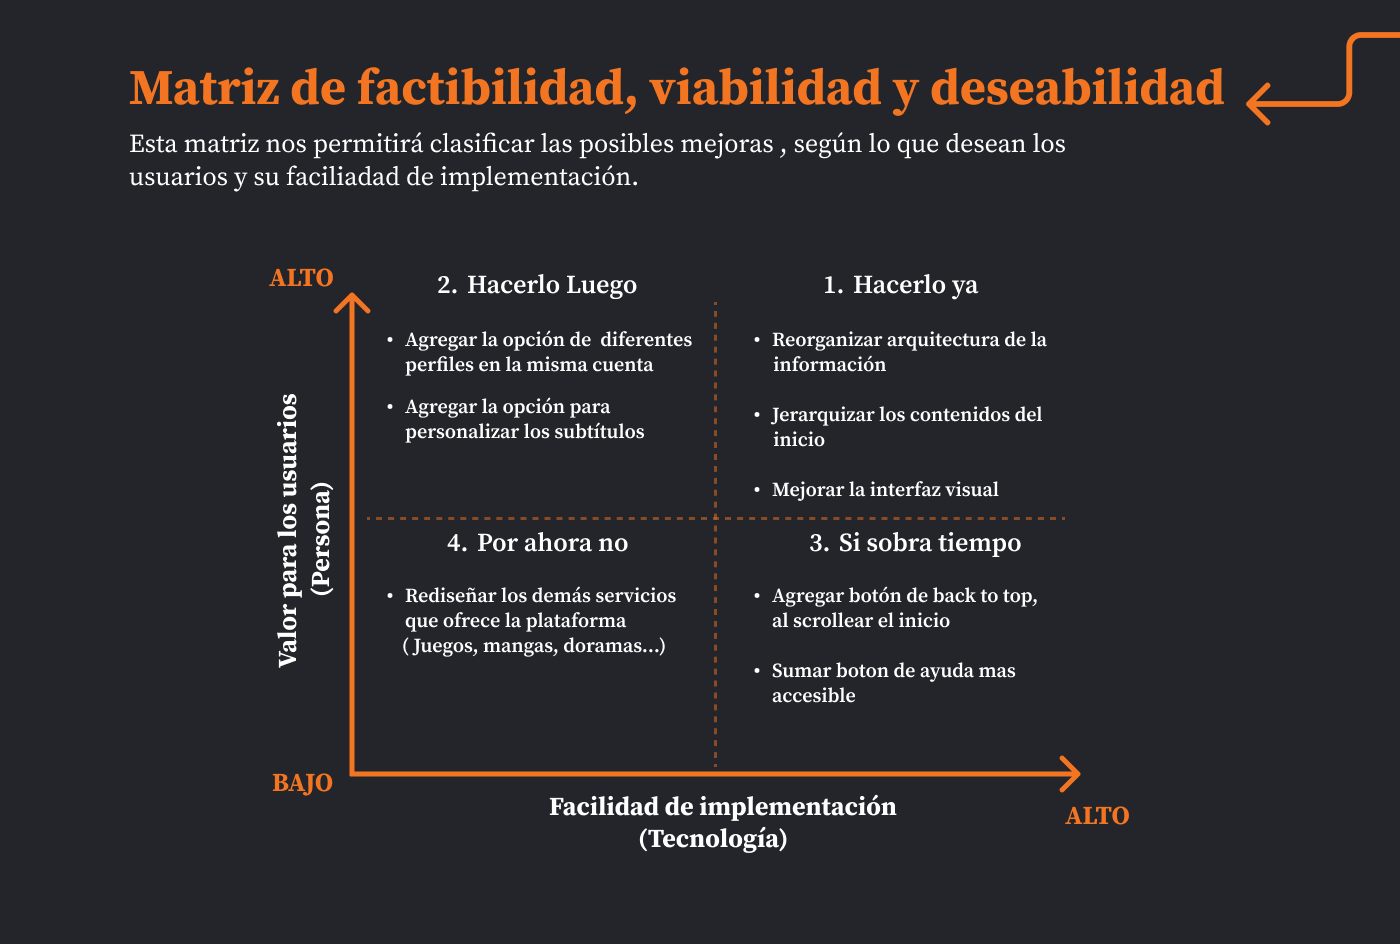 Matriz de factibilidad, viabilidad y deseabilidad
Esta matriz nos permitirá clasificar las posibles mejoras , según lo que desean los
usuarios y su faciliadad de implementación.
ALTO
2. Hacerlo Luego
• Agregar la opción de  diferentes
perfiles en la misma cuenta
• Agregar la opción para
personalizar los subtítulos
1. Hacerlo ya
• Reorganizar arquitectura de la
información
• Jerarquizar los contenidos del
inicio
• Mejorar la interfaz visual
Valor para los usuarios
(Persona)
4. Por ahora no
• Rediseñar los demás servicios
que ofrece la plataforma
( Juegos, mangas, doramas...)
3. Si sobra tiempo
• Agregar botón de back to top,
al scrollear el inicio
• Sumar boton de ayuda mas
accesible
BAJO
Facilidad de implementación
(Tecnología)
ALTO